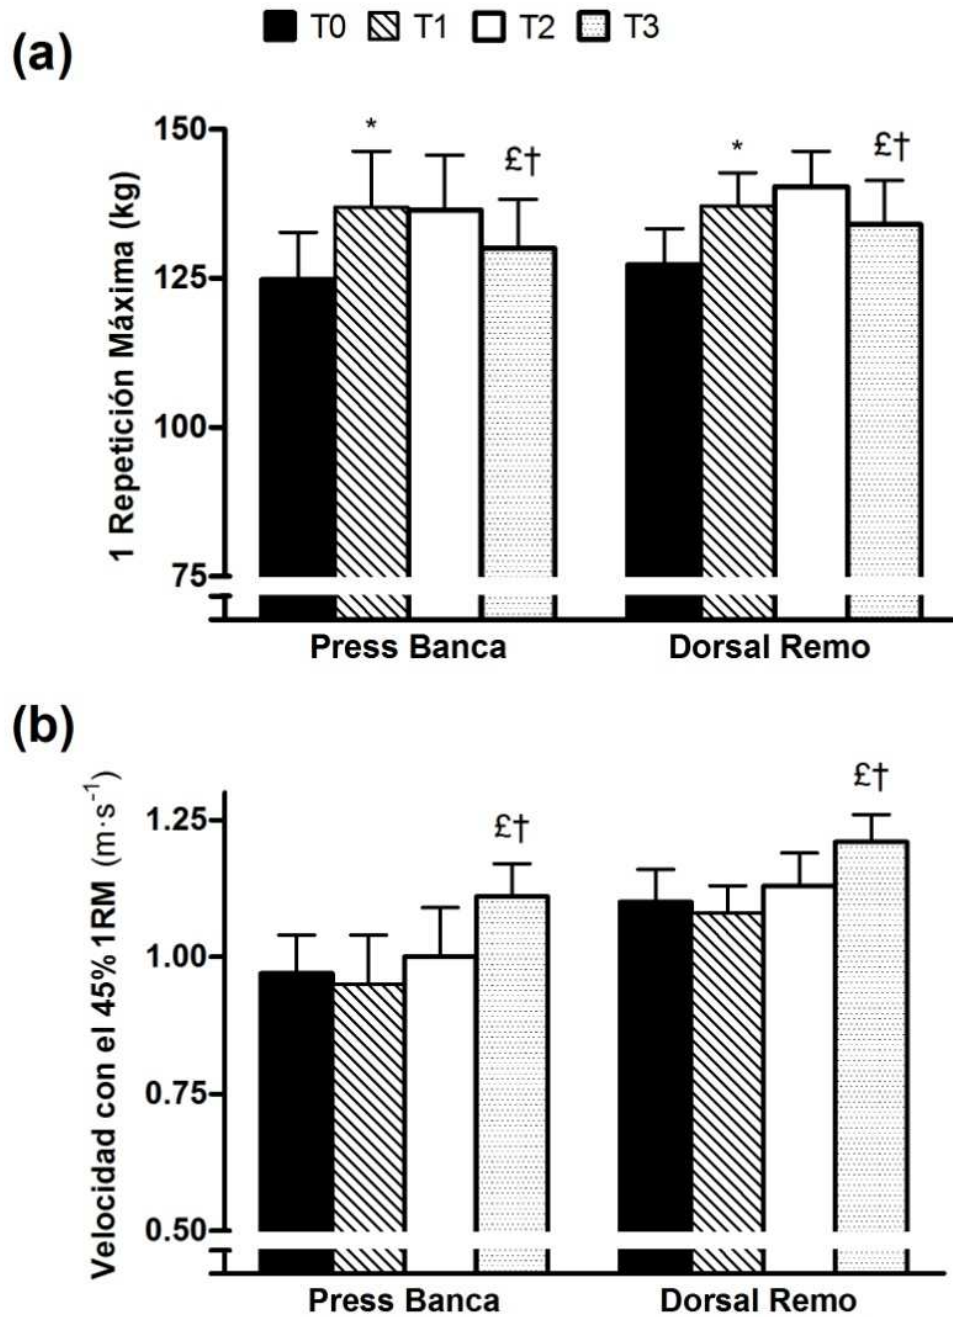 T0 T1 T2 T3
(a)
1 Repetición Máxima (kg)
150
125
100
75
*
£†
*
£†
Press Banca Dorsal Remo
(b)
Velocidad con el 45% 1RM (m·s⁻¹)
1.25
1.00
0.75
0.50
£†
£†
Press Banca Dorsal Remo